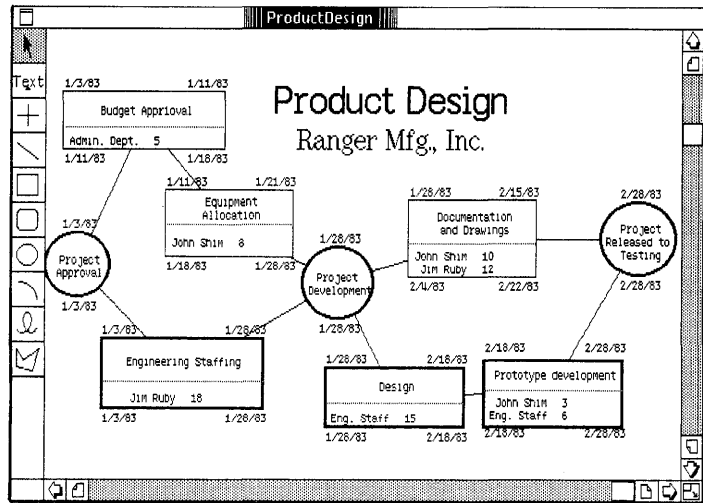 ProductDesign
Text
Product Design
Ranger Mfg., Inc.
1/3/83 1/11/83
Budget Apprioval
Admin. Dept. 5
1/11/83 1/18/83
1/11/83 1/21/83
Equipment
Allocation
John Shim 8
1/18/83 1/28/83
1/3/83
Project
Approval
1/3/83
1/3/83 1/28/83
Engineering Staffing
Jim Ruby 18
1/3/83 1/28/83
1/28/83
Project
Development
1/28/83
1/28/83 2/15/83
Documentation
and Drawings
John Shim 10
Jim Ruby 12
2/4/83 2/22/83
1/28/83 2/18/83
Design
Eng. Staff 15
1/28/83 2/18/83
2/18/83 2/28/83
Prototype development
John Shim 3
Eng. Staff 6
2/18/83 2/28/83
2/28/83
Project
Released to
Testing
2/28/83